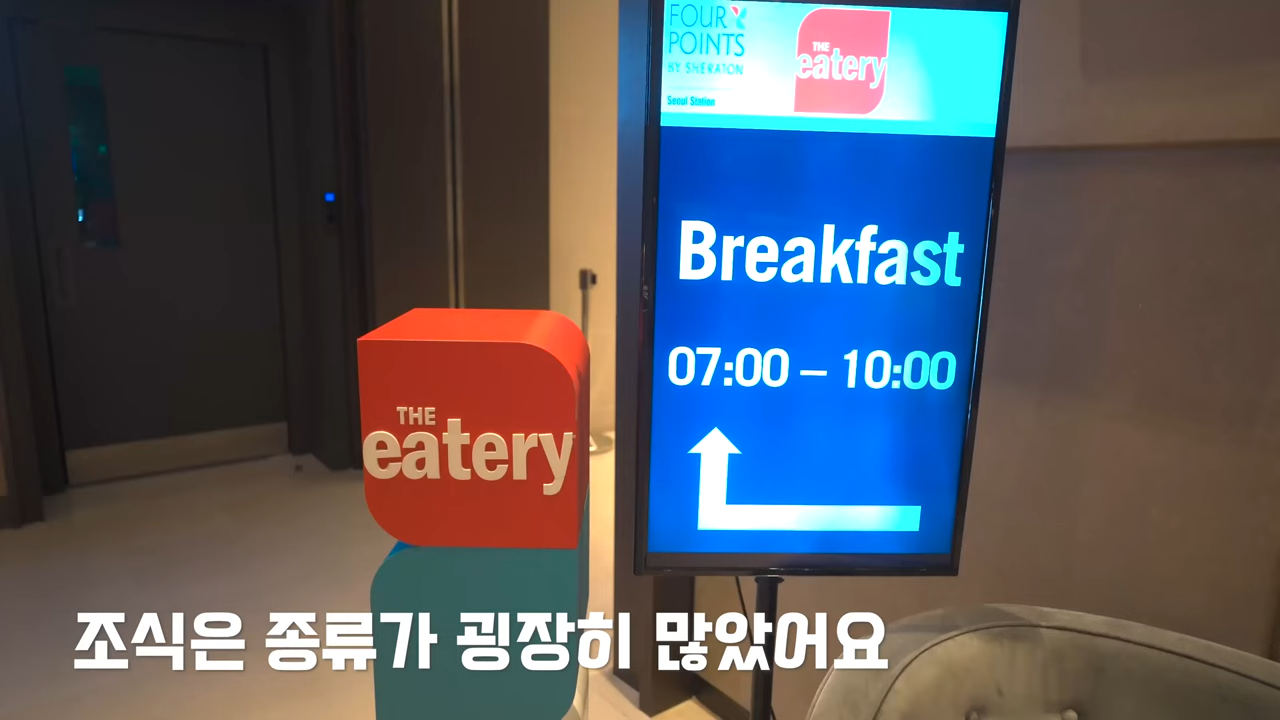 FOUR
POINTS
BY SHERATON
Seoul Station
THE
eatery
Breakfast
07:00 – 10:00
THE
eatery
조식은 종류가 굉장히 많았어요